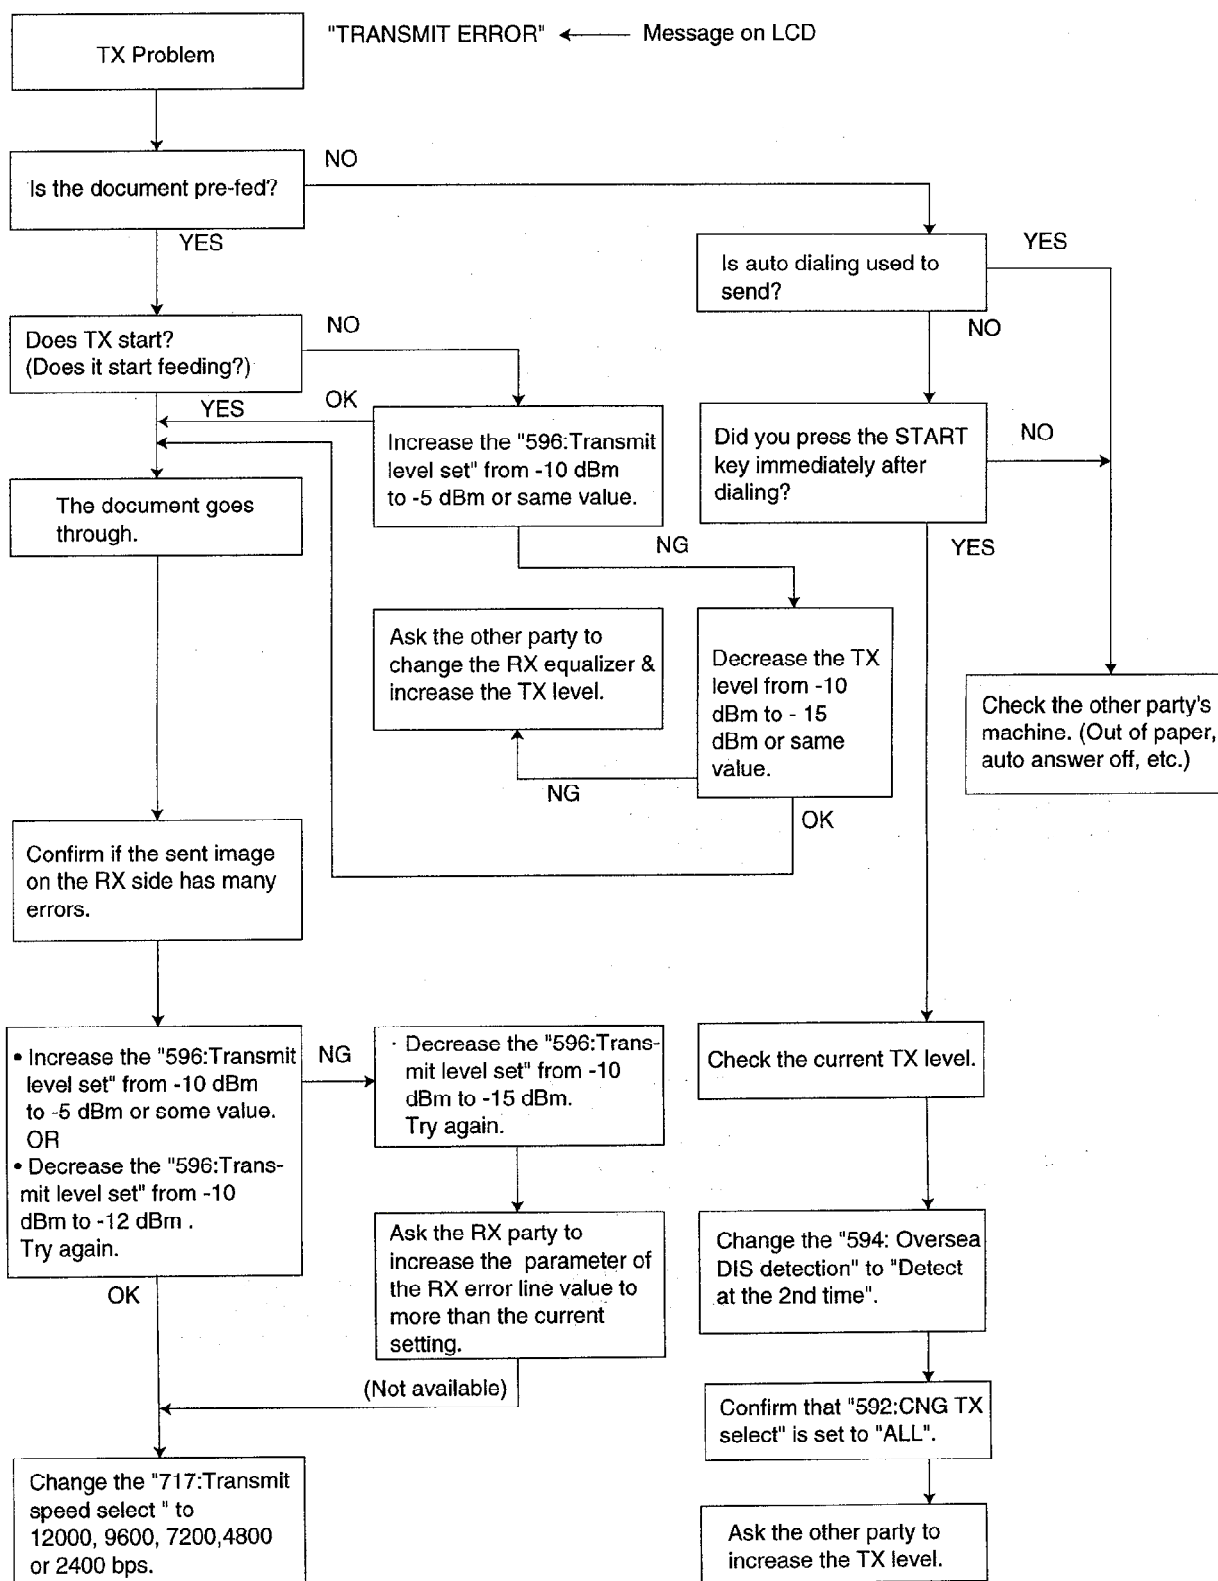 TX Problem
"TRANSMIT ERROR"
Message on LCD
Is the document pre-fed?
NO
YES
Is auto dialing used to
send?
YES
NO
Does TX start?
(Does it start feeding?)
NO
YES
OK
Increase the "596:Transmit
level set" from -10 dBm
to -5 dBm or same value.
NG
Did you press the START
key immediately after
dialing?
NO
YES
The document goes
through.
Ask the other party to
change the RX equalizer &
increase the TX level.
Decrease the TX
level from -10
dBm to - 15
dBm or same
value.
NG
OK
Check the other party's
machine. (Out of paper,
auto answer off, etc.)
Confirm if the sent image
on the RX side has many
errors.
• Increase the "596:Transmit
level set" from -10 dBm
to -5 dBm or some value.
OR
• Decrease the "596:Trans-
mit level set" from -10
dBm to -12 dBm .
Try again.
NG
OK
· Decrease the "596:Trans-
mit level set" from -10
dBm to -15 dBm.
Try again.
Ask the RX party to
increase the parameter of
the RX error line value to
more than the current
setting.
(Not available)
Change the "717:Transmit
speed select " to
12000, 9600, 7200,4800
or 2400 bps.
Check the current TX level.
Change the "594: Oversea
DIS detection" to "Detect
at the 2nd time".
Confirm that "592:CNG TX
select" is set to "ALL".
Ask the other party to
increase the TX level.